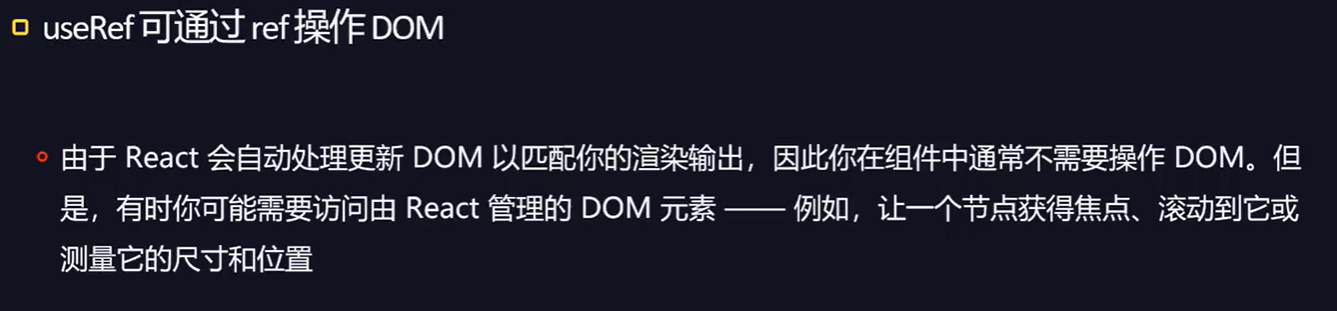 useRef 可通过 ref 操作 DOM
由于 React 会自动处理更新 DOM 以匹配你的渲染输出，因此你在组件中通常不需要操作 DOM。但
是，有时你可能需要访问由 React 管理的 DOM 元素 —— 例如，让一个节点获得焦点、滚动到它或
测量它的尺寸和位置